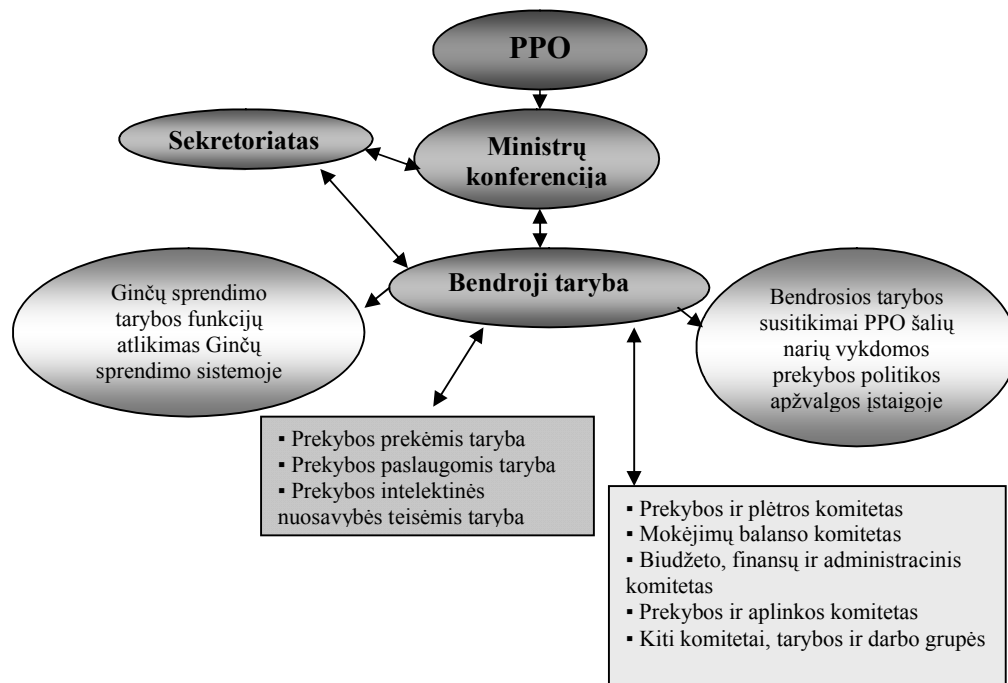 PPO
Sekretoriatas
Ministrų
konferencija
Bendroji taryba
Ginčų sprendimo
tarybos funkcijų
atlikimas Ginčų
sprendimo sistemoje
Bendrosios tarybos
susitikimai PPO šalių
narių vykdomos
prekybos politikos
apžvalgos įstaigoje
▪ Prekybos prekėmis taryba
▪ Prekybos paslaugomis taryba
▪ Prekybos intelektinės
nuosavybės teisėmis taryba
▪ Prekybos ir plėtros komitetas
▪ Mokėjimų balanso komitetas
▪ Biudžeto, finansų ir administracinis
komitetas
▪ Prekybos ir aplinkos komitetas
▪ Kiti komitetai, tarybos ir darbo grupės